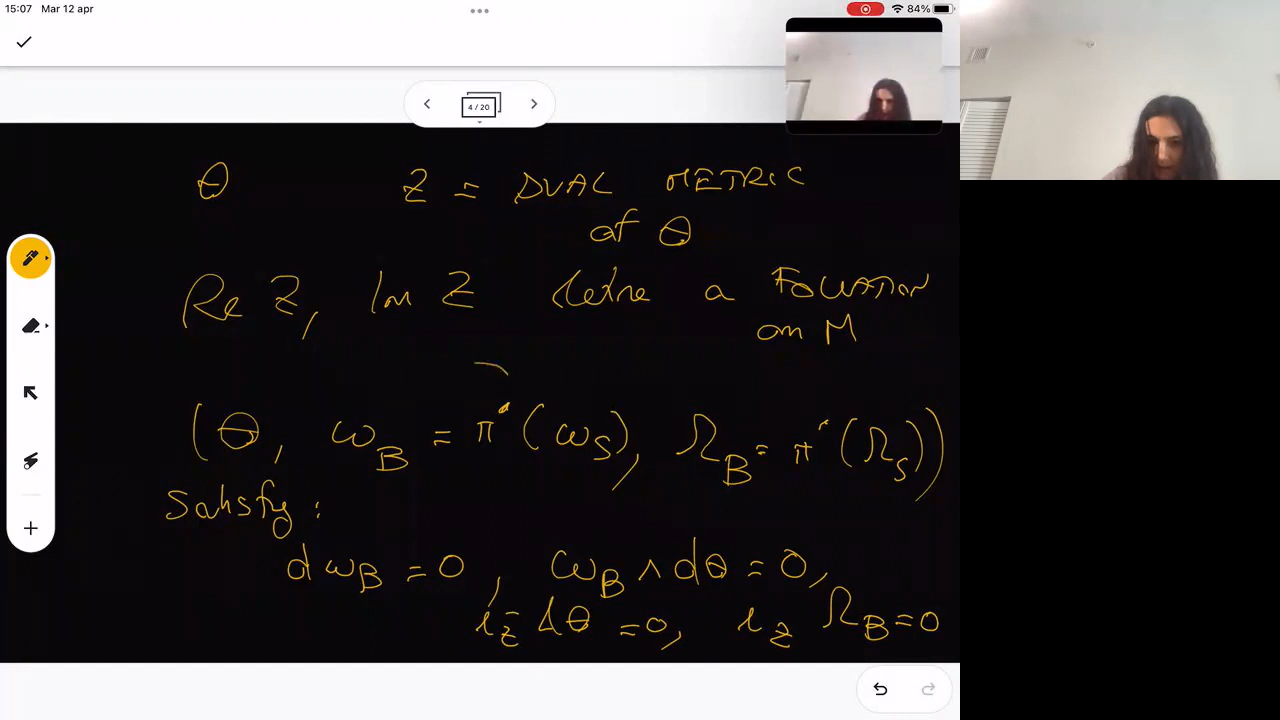 15:07 Mar 12 apr
84%
4 / 20
θ Z = DUAL METRIC
of θ
Re Z, Im Z define a FOLIATION
on M
(θ, ω_B = π*(ω_S), Ω_B = π*(Ω_S))
Satisfy:
dω_B = 0, ω_B ∧ dθ = 0,
ι_Z dθ = 0, ι_Z Ω_B = 0